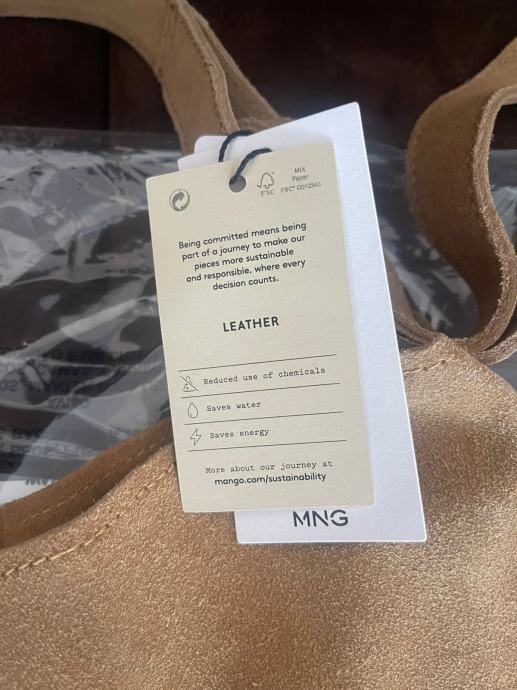 FSC
MIX
Paper
FSC® C012345
Being committed means being
part of a journey to make our
pieces more sustainable
and responsible, where every
decision counts.
LEATHER
Reduced use of chemicals
Saves water
Saves energy
More about our journey at
mango.com/sustainability
MNG